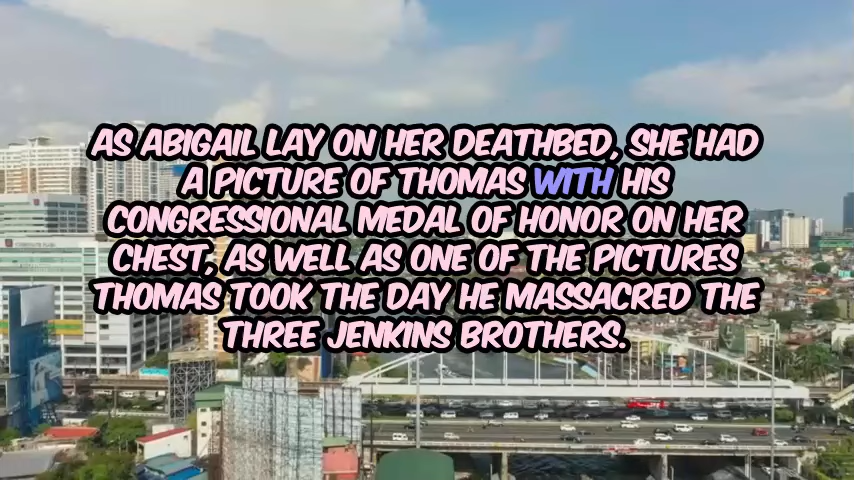 AS ABIGAIL LAY ON HER DEATHBED, SHE HAD
A PICTURE OF THOMAS WITH HIS
CONGRESSIONAL MEDAL OF HONOR ON HER
CHEST, AS WELL AS ONE OF THE PICTURES
THOMAS TOOK THE DAY HE MASSACRED THE
THREE JENKINS BROTHERS.